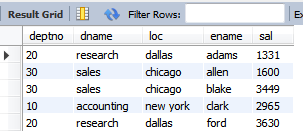 Result Grid Filter Rows: Ex
deptno dname loc ename sal
20 research dallas adams 1331
30 sales chicago allen 1600
30 sales chicago blake 3449
10 accounting new york clark 2965
20 research dallas ford 3630